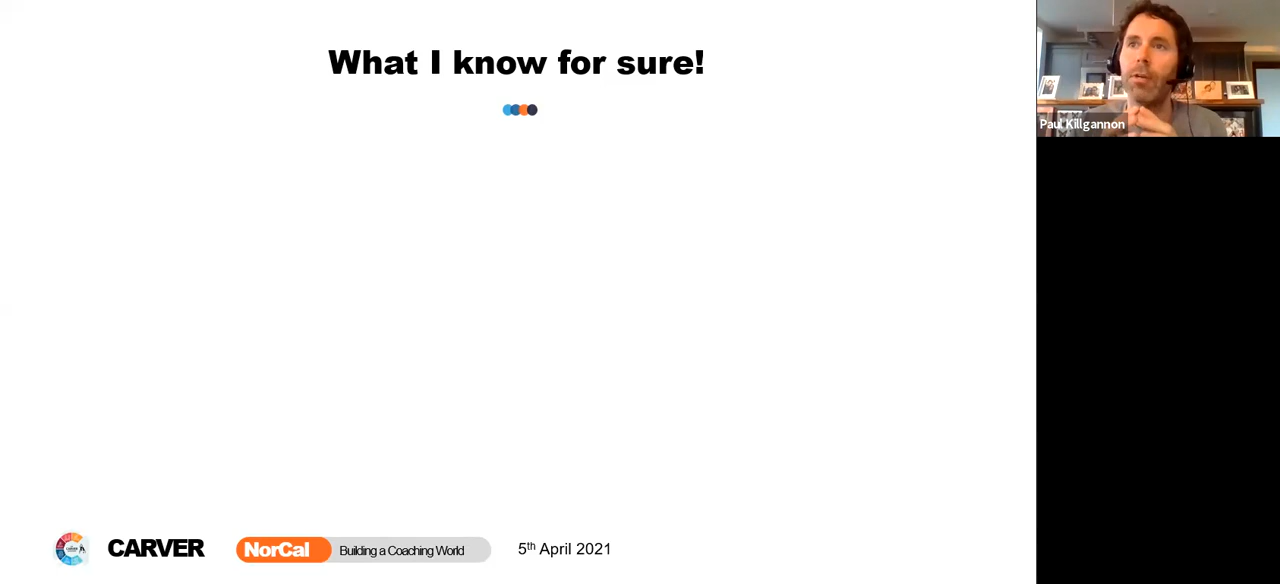 What I know for sure!
Paul Killgannon
CARVER
NorCal Building a Coaching World
5th April 2021